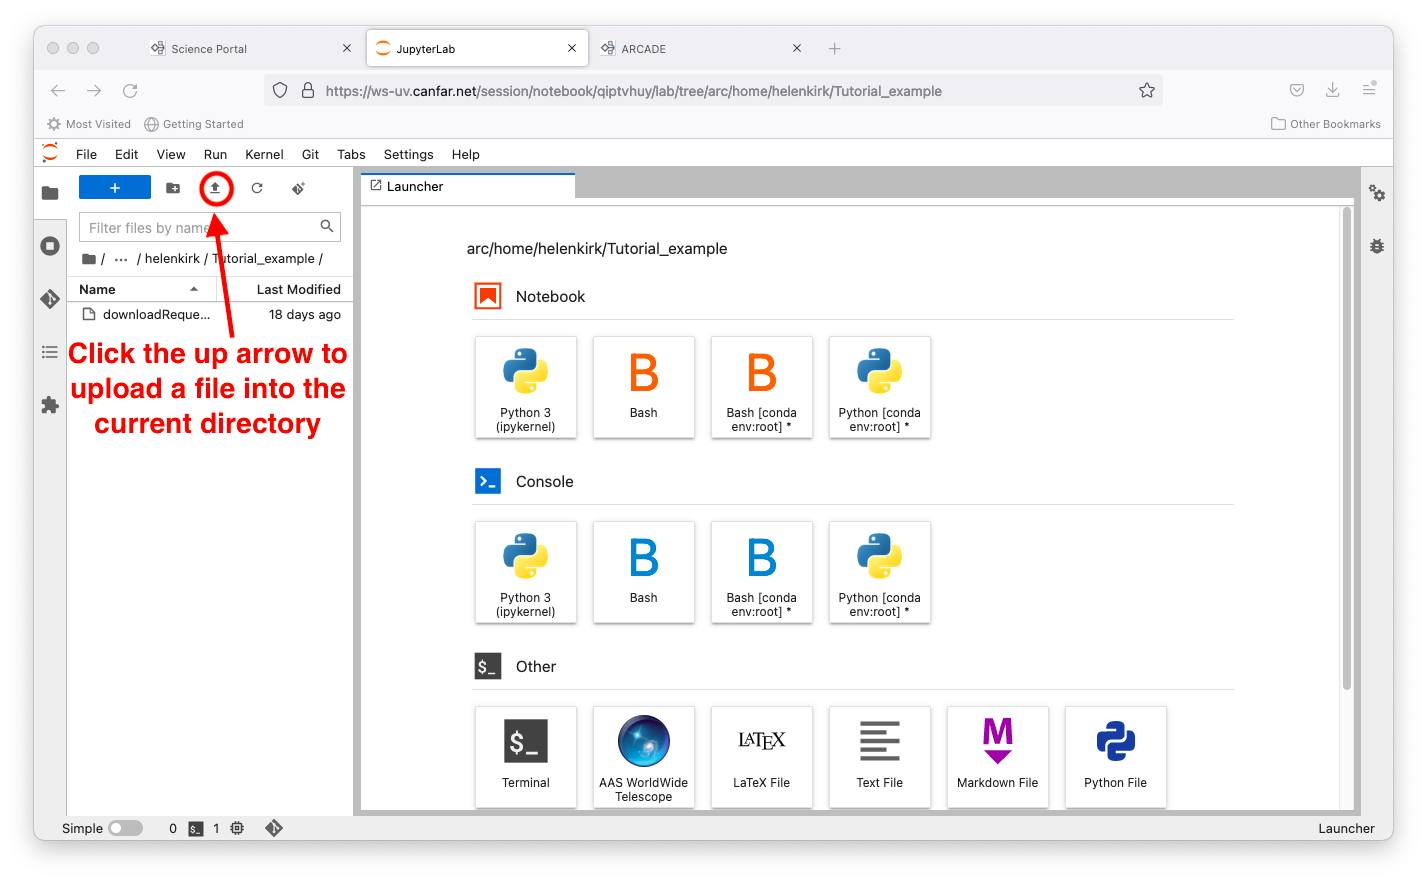 Science Portal
JupyterLab
ARCADE
https://ws-uv.canfar.net/session/notebook/qiptvhuy/lab/tree/arc/home/helenkirk/Tutorial_example
Most Visited
Getting Started
Other Bookmarks
File Edit View Run Kernel Git Tabs Settings Help
+
Launcher
Filter files by name
/ ··· / helenkirk / Tutorial_example /
Name Last Modified
downloadReque... 18 days ago
Click the up arrow to
upload a file into the
current directory
arc/home/helenkirk/Tutorial_example
Notebook
B B
Python 3 Bash Bash [conda Python [conda
(ipykernel) env:root] * env:root] *
Console
B B
Python 3 Bash Bash [conda Python [conda
(ipykernel) env:root] * env:root] *
$_ Other
$_ LATEX M
Terminal AAS WorldWide LaTeX File Text File Markdown File Python File
Telescope
Simple 0 $_ 1 Launcher